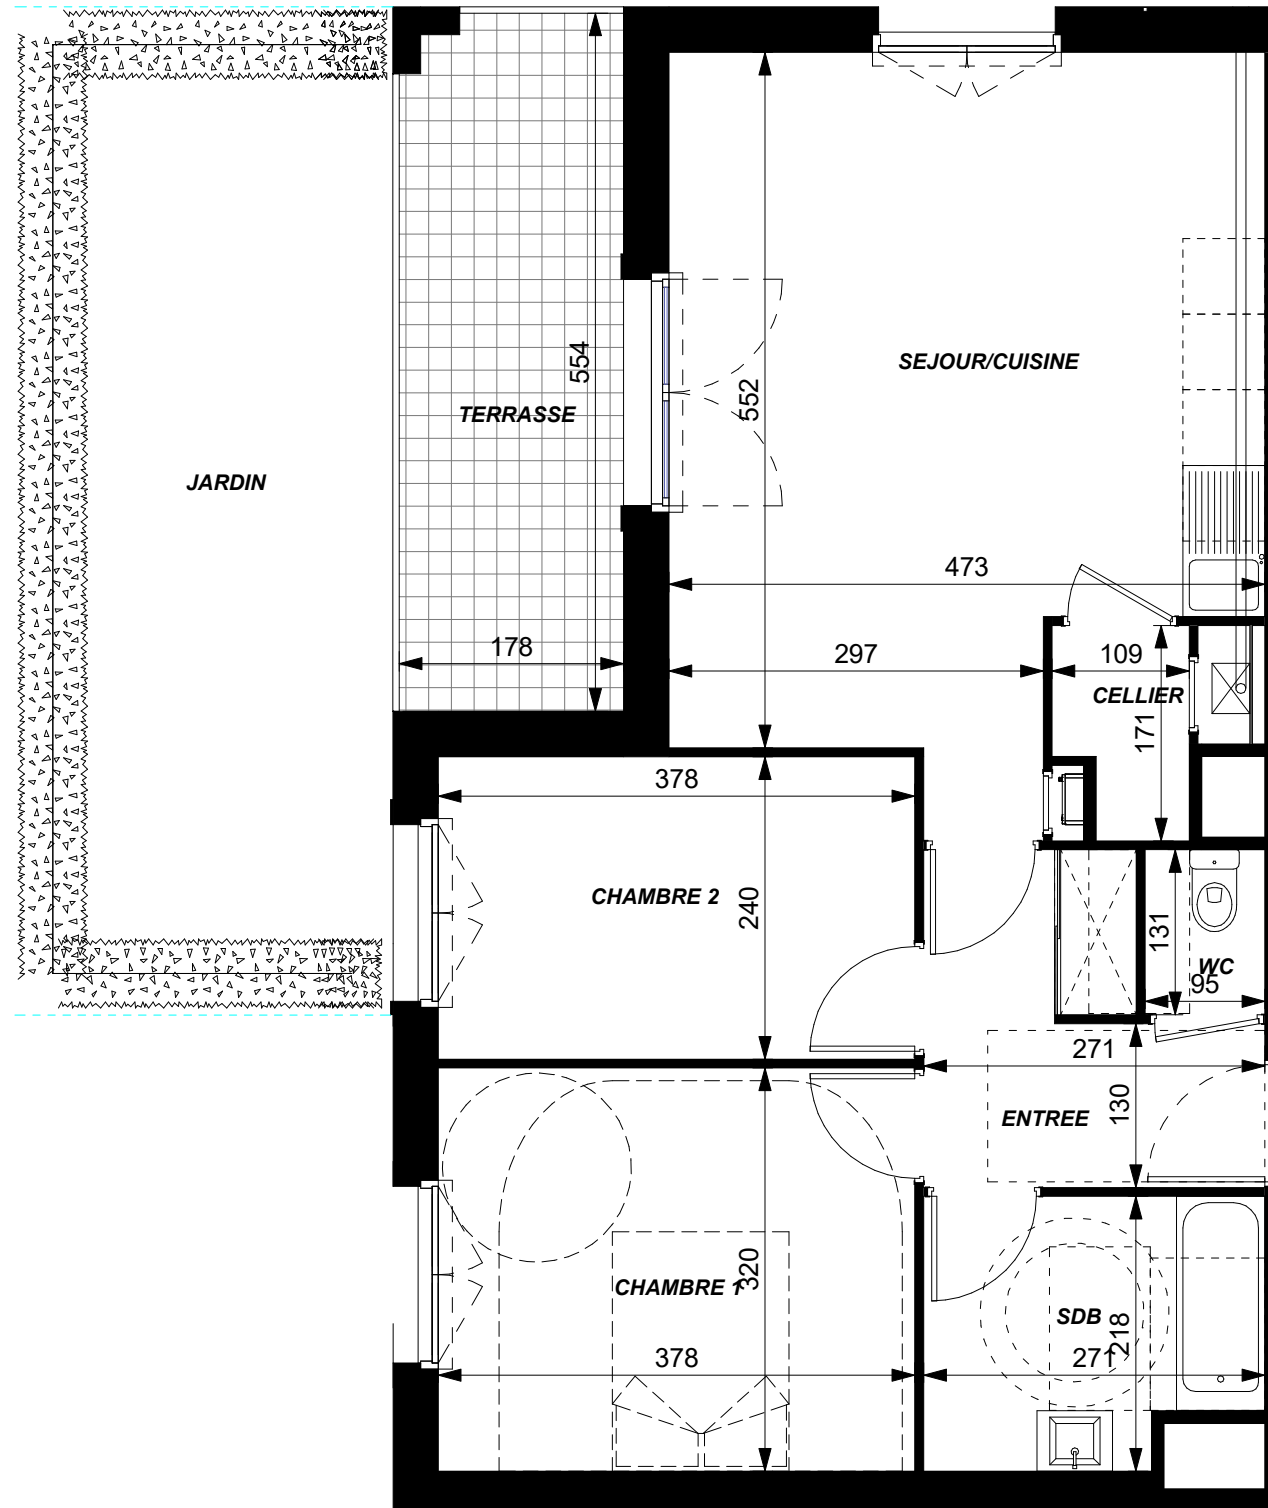 554
SEJOUR/CUISINE
552
TERRASSE
JARDIN
473
178
297
109
CELLIER
171
378
CHAMBRE 2
240
131
WC
95
271
130
ENTREE
320
CHAMBRE 1
SDB
218
378
271